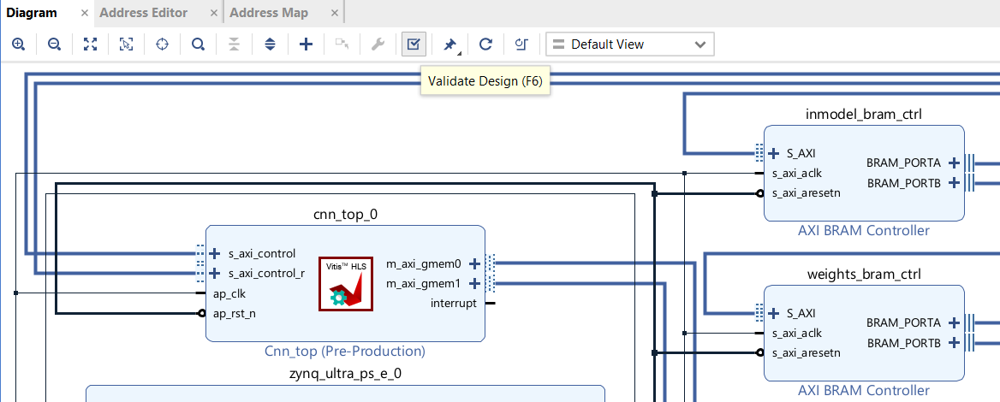 Diagram
Address Editor
Address Map
Default View
Validate Design (F6)
inmodel_bram_ctrl
S_AXI
s_axi_aclk
s_axi_aresetn
BRAM_PORTA
BRAM_PORTB
AXI BRAM Controller
cnn_top_0
s_axi_control
s_axi_control_r
ap_clk
ap_rst_n
Vitis™ HLS
m_axi_gmem0
m_axi_gmem1
interrupt
Cnn_top (Pre-Production)
weights_bram_ctrl
S_AXI
s_axi_aclk
s_axi_aresetn
BRAM_PORTA
BRAM_PORTB
AXI BRAM Controller
zynq_ultra_ps_e_0